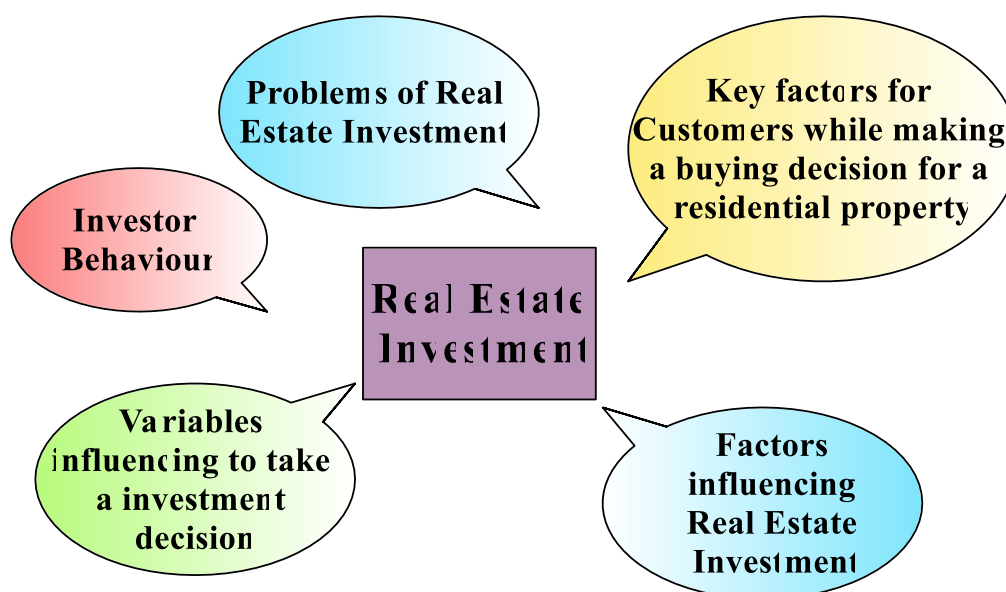 Problems of Real
Estate Investment
Key factors for
Customers while making
a buying decision for a
residential property
Investor
Behaviour
Real Estate
Investment
Variables
influencing to take
a investment
decision
Factors
influencing
Real Estate
Investment